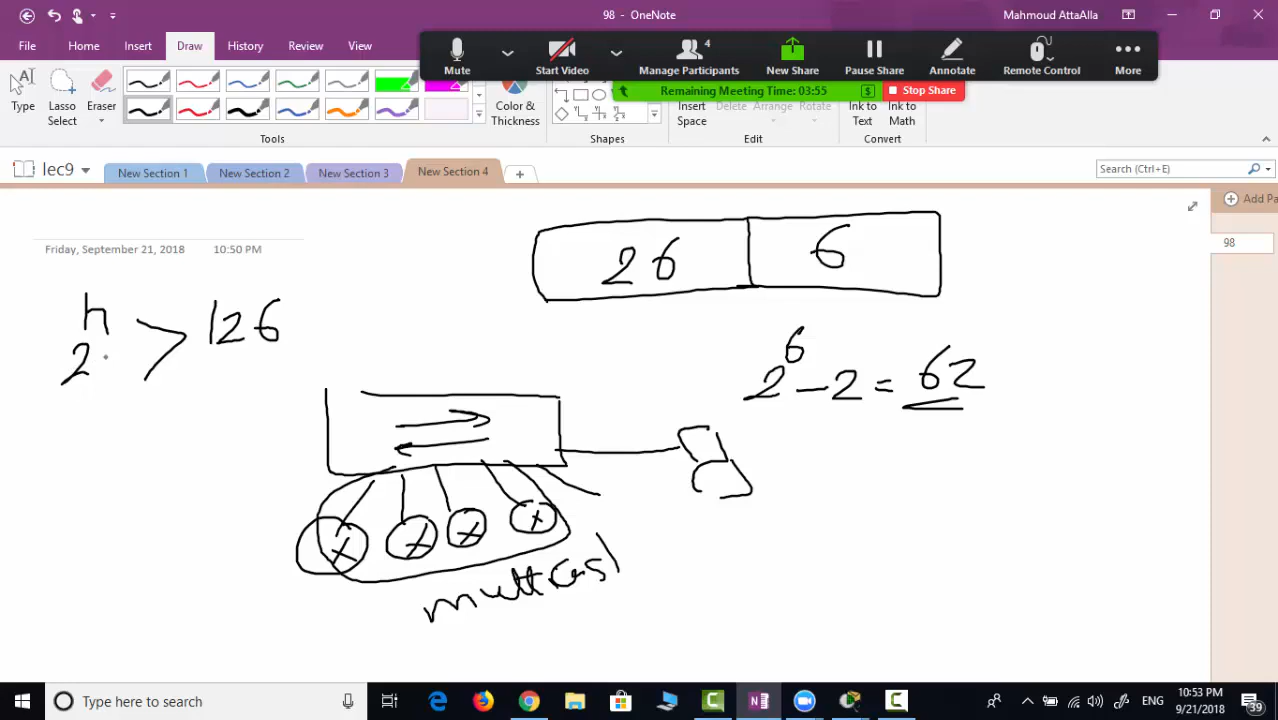 98 - OneNote
Mahmoud AttaAlla
File Home Insert Draw History Review View
Mute Start Video Manage Participants 4 New Share Pause Share Annotate Remote Control More
Remaining Meeting Time: 03:55 $ Stop Share
Type Lasso Select Eraser
Color & Thickness
Insert Space Delete Arrange Rotate
Ink to Text Ink to Math
Tools Shapes Edit Convert
lec9 New Section 1 New Section 2 New Section 3 New Section 4
Search (Ctrl+E)
Add Pa
98
Friday, September 21, 2018 10:50 PM
26 6
2^h > 126
2^6 - 2 = 62
multicast
Type here to search
ENG
10:53 PM
9/21/2018
39